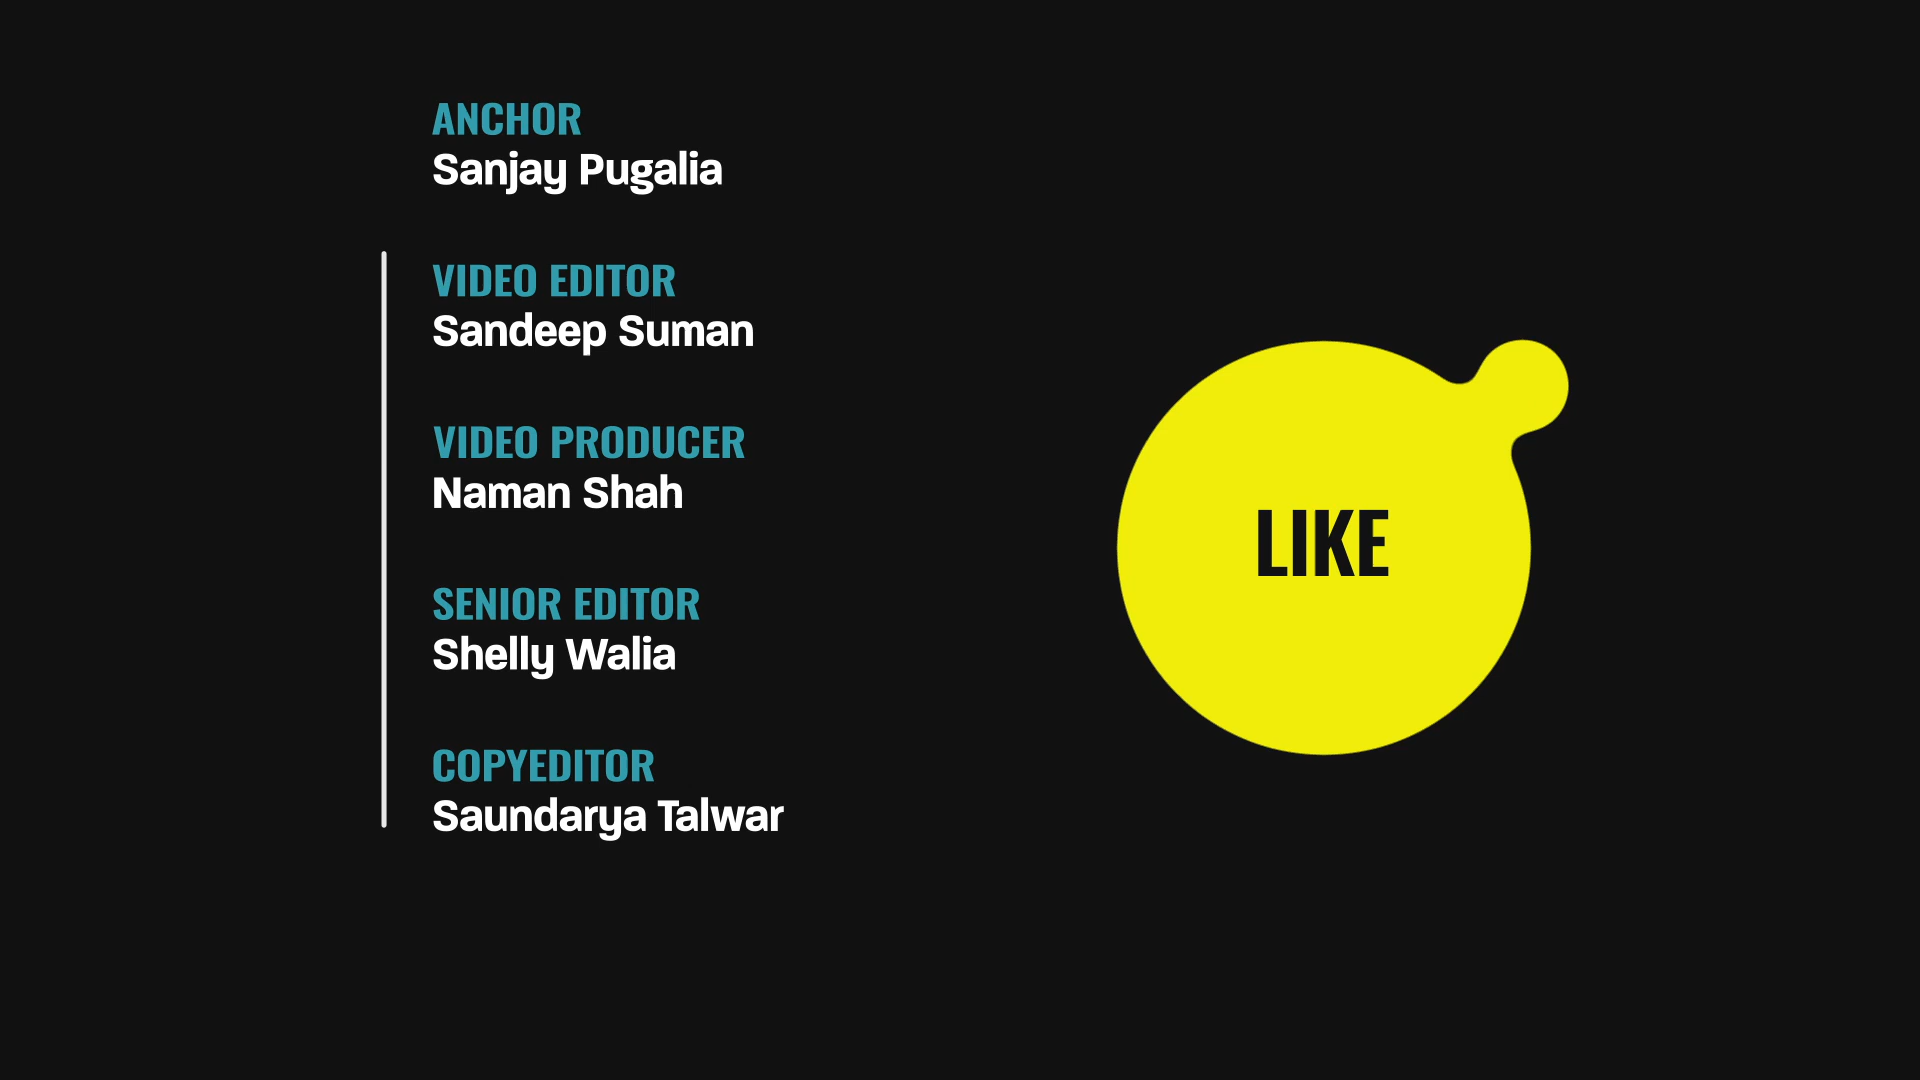 ANCHOR
Sanjay Pugalia
VIDEO EDITOR
Sandeep Suman
VIDEO PRODUCER
Naman Shah
SENIOR EDITOR
Shelly Walia
COPYEDITOR
Saundarya Talwar
LIKE